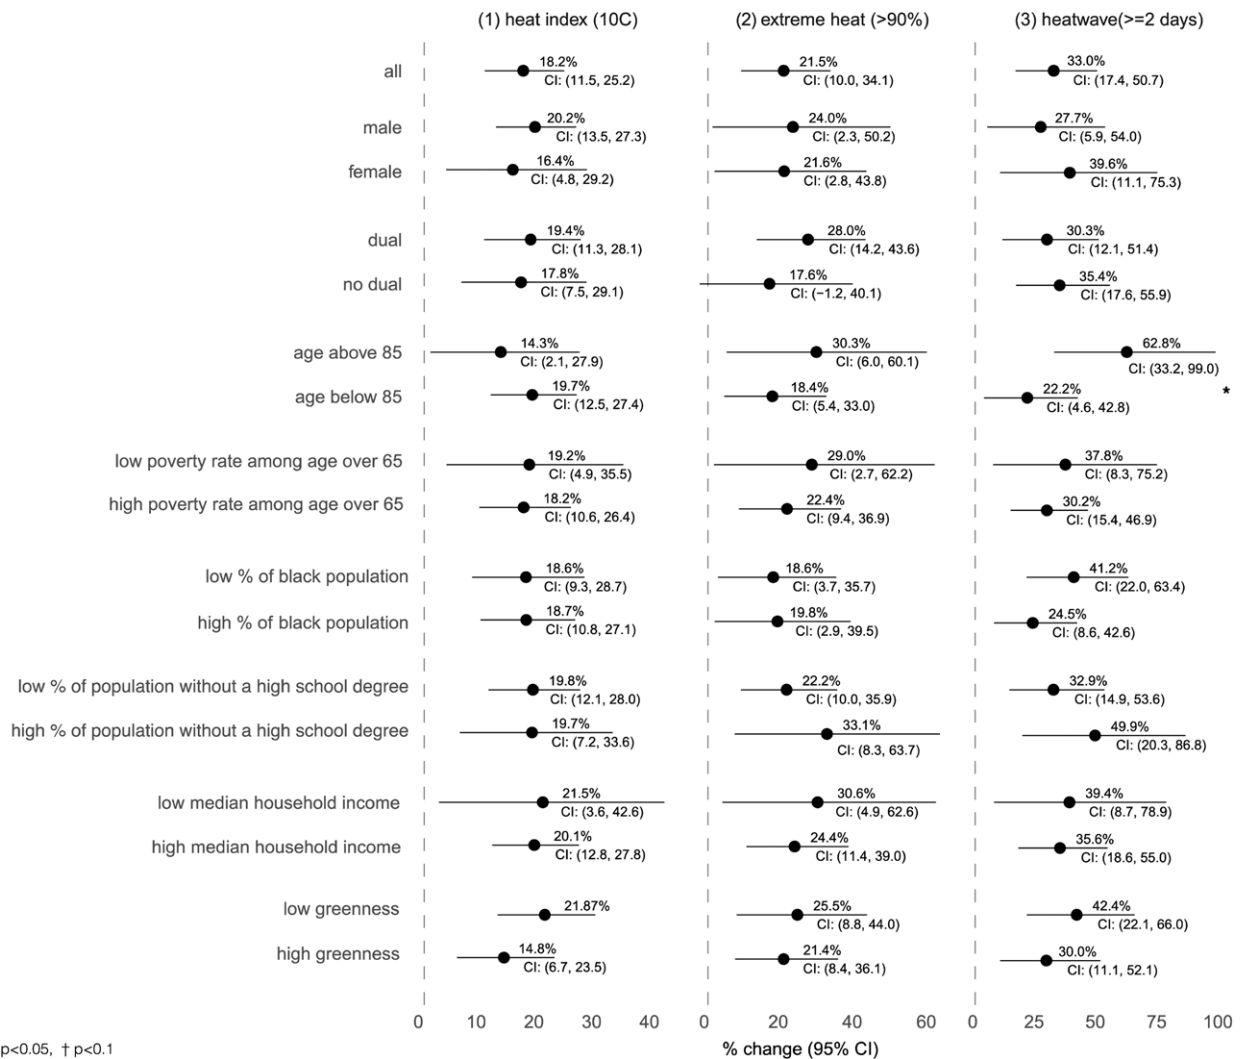 (1) heat index (10C) (2) extreme heat (>90%) (3) heatwave(>=2 days)
all 18.2% 21.5% 33.0%
CI: (11.5, 25.2) CI: (10.0, 34.1) CI: (17.4, 50.7)
male 20.2% 24.0% 27.7%
CI: (13.5, 27.3) CI: (2.3, 50.2) CI: (5.9, 54.0)
female 16.4% 21.6% 39.6%
CI: (4.8, 29.2) CI: (2.8, 43.8) CI: (11.1, 75.3)
dual 19.4% 28.0% 30.3%
CI: (11.3, 28.1) CI: (14.2, 43.6) CI: (12.1, 51.4)
no dual 17.8% 17.6% 35.4%
CI: (7.5, 29.1) CI: (−1.2, 40.1) CI: (17.6, 55.9)
age above 85 14.3% 30.3% 62.8%
CI: (2.1, 27.9) CI: (6.0, 60.1) CI: (33.2, 99.0)
age below 85 19.7% 18.4% 22.2% *
CI: (12.5, 27.4) CI: (5.4, 33.0) CI: (4.6, 42.8)
low poverty rate among age over 65 19.2% 29.0% 37.8%
CI: (4.9, 35.5) CI: (2.7, 62.2) CI: (8.3, 75.2)
high poverty rate among age over 65 18.2% 22.4% 30.2%
CI: (10.6, 26.4) CI: (9.4, 36.9) CI: (15.4, 46.9)
low % of black population 18.6% 18.6% 41.2%
CI: (9.3, 28.7) CI: (3.7, 35.7) CI: (22.0, 63.4)
high % of black population 18.7% 19.8% 24.5%
CI: (10.8, 27.1) CI: (2.9, 39.5) CI: (8.6, 42.6)
low % of population without a high school degree 19.8% 22.2% 32.9%
CI: (12.1, 28.0) CI: (10.0, 35.9) CI: (14.9, 53.6)
high % of population without a high school degree 19.7% 33.1% 49.9%
CI: (7.2, 33.6) CI: (8.3, 63.7) CI: (20.3, 86.8)
low median household income 21.5% 30.6% 39.4%
CI: (3.6, 42.6) CI: (4.9, 62.6) CI: (8.7, 78.9)
high median household income 20.1% 24.4% 35.6%
CI: (12.8, 27.8) CI: (11.4, 39.0) CI: (18.6, 55.0)
low greenness 21.87% 25.5% 42.4%
CI: (8.8, 44.0) CI: (22.1, 66.0)
high greenness 14.8% 21.4% 30.0%
CI: (6.7, 23.5) CI: (8.4, 36.1) CI: (11.1, 52.1)
0 10 20 30 40 0 20 40 60 0 25 50 75 100
p<0.05, † p<0.1 % change (95% CI)